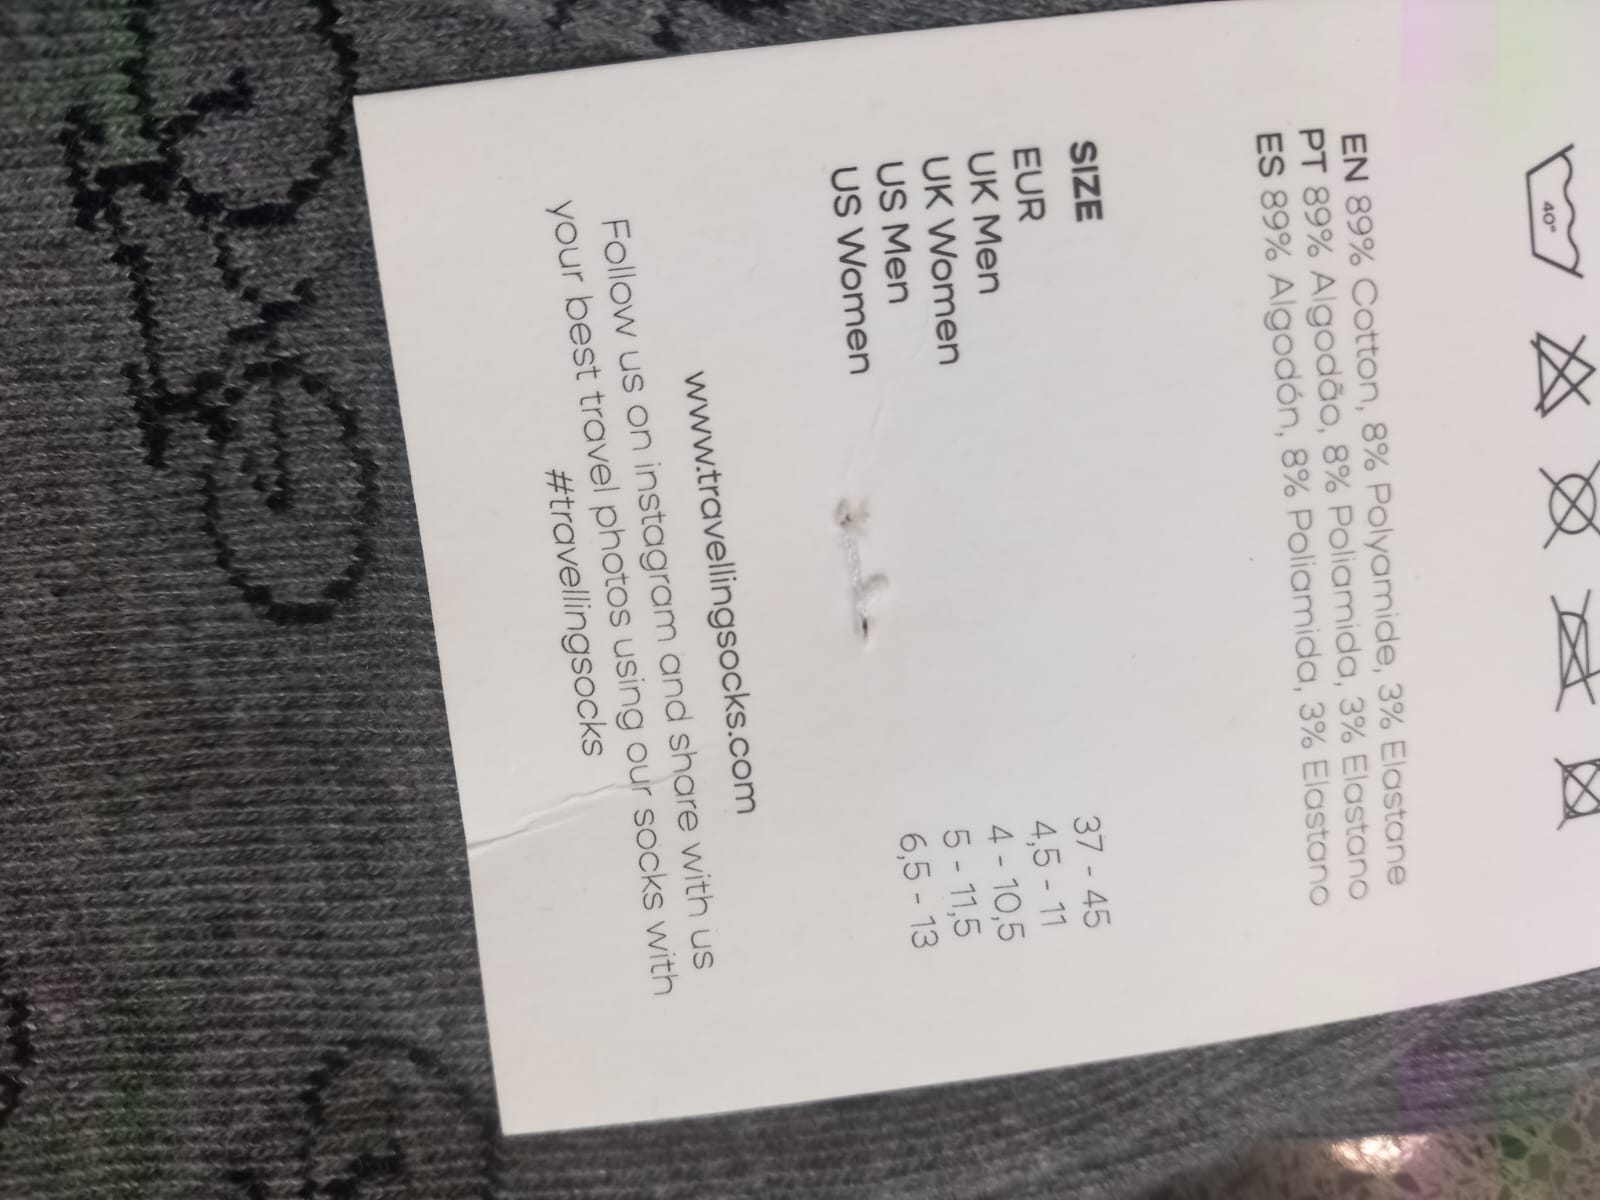 40°
EN 89% Cotton, 8% Polyamide, 3% Elastane
PT 89% Algodão, 8% Poliamida, 3% Elastano
ES 89% Algodón, 8% Poliamida, 3% Elastano
SIZE
EUR 37 - 45
UK Men 4,5 - 11
UK Women 4 - 10,5
US Men 5 - 11,5
US Women 6,5 - 13
www.travellingsocks.com
Follow us on instagram and share with us
your best travel photos using our socks with
#travellingsocks